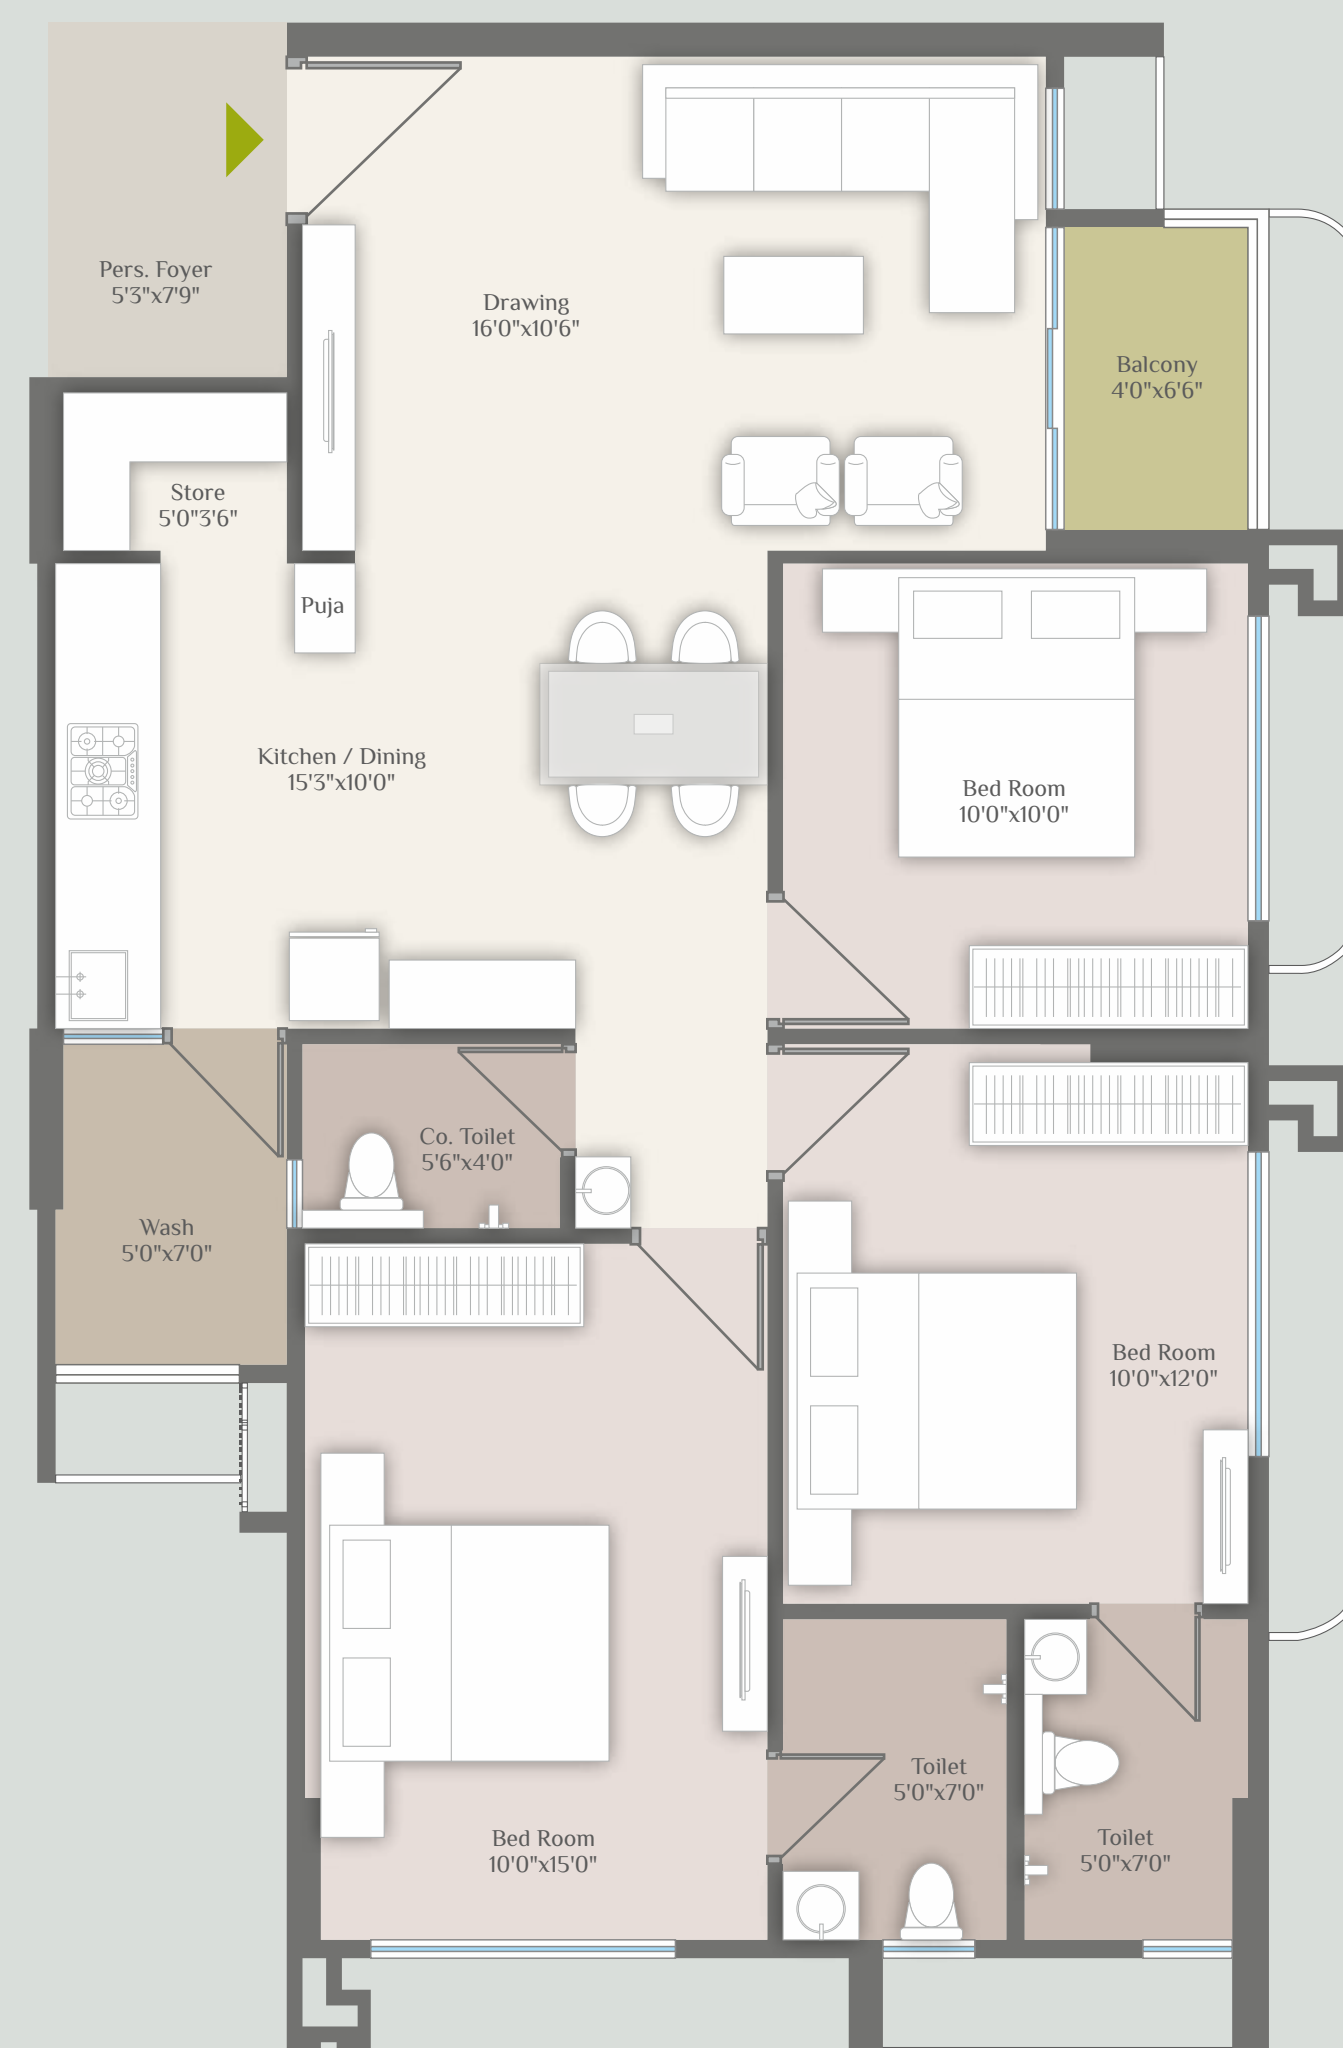 Pers. Foyer
5'3"x7'9"
Drawing
16'0"x10'6"
Balcony
4'0"x6'6"
Store
5'0"3'6"
Puja
Kitchen / Dining
15'3"x10'0"
Bed Room
10'0"x10'0"
Co. Toilet
5'6"x4'0"
Wash
5'0"x7'0"
Bed Room
10'0"x12'0"
Toilet
5'0"x7'0"
Bed Room
10'0"x15'0"
Toilet
5'0"x7'0"